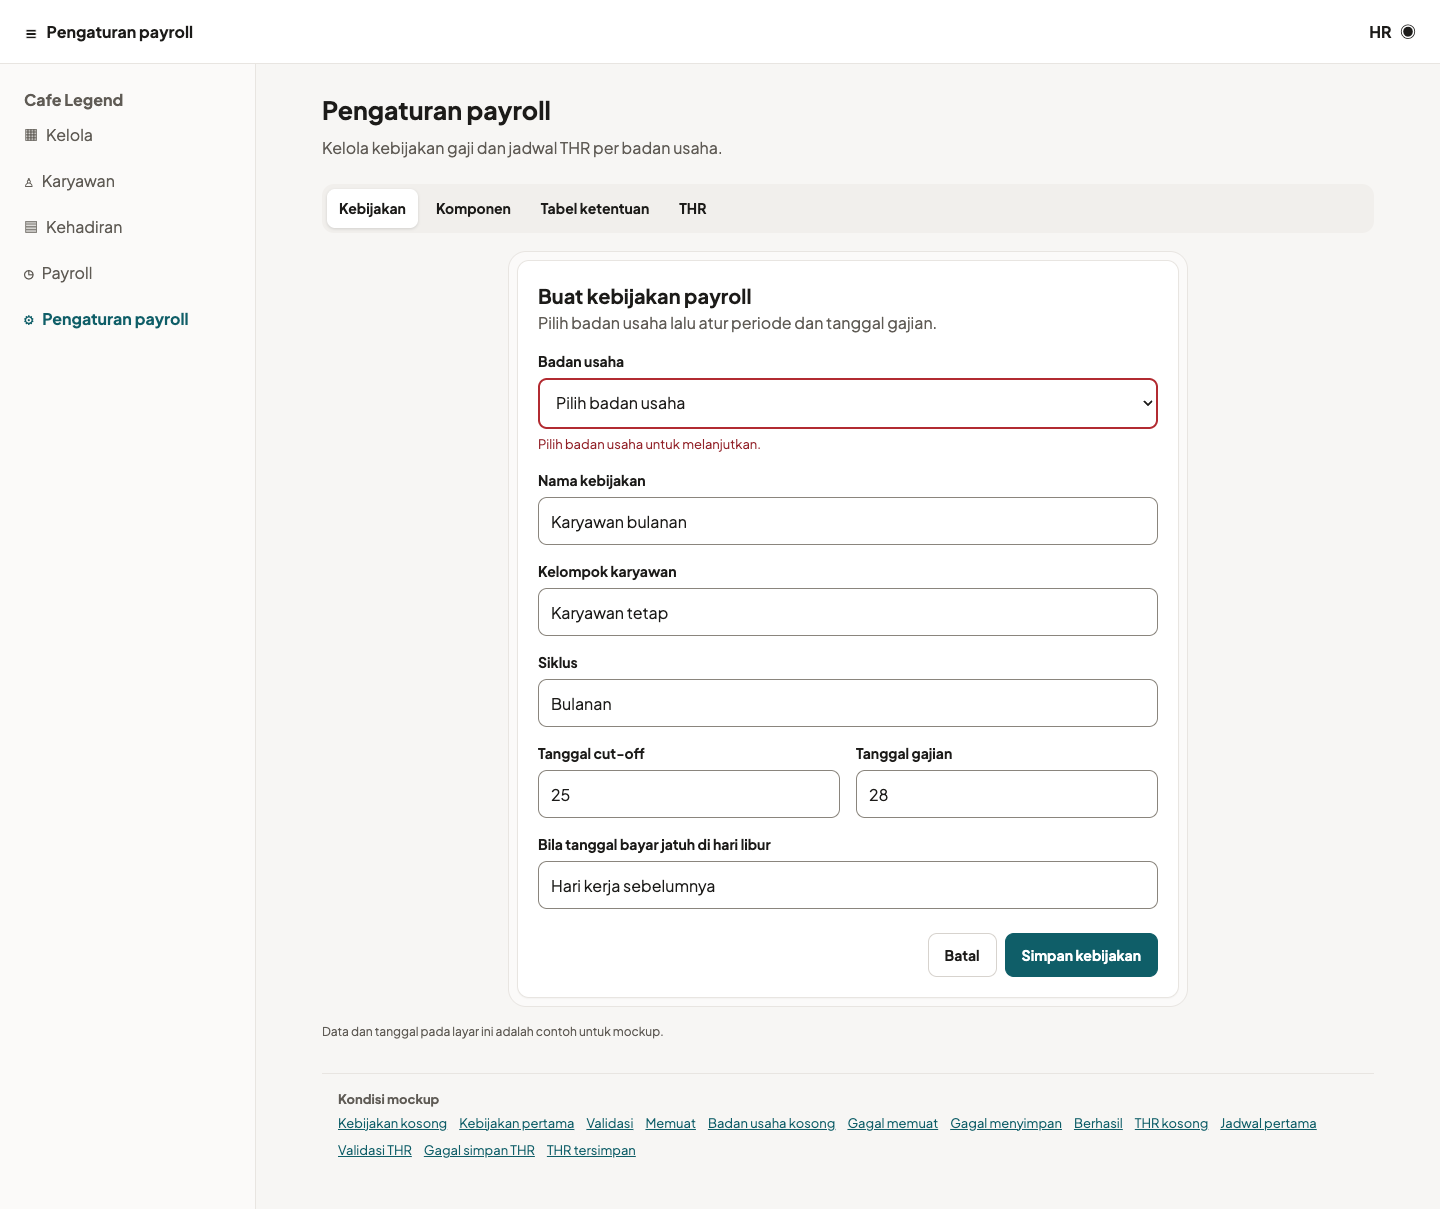 Pengaturan payroll
HR
Cafe Legend
Kelola
Karyawan
Kehadiran
Payroll
Pengaturan payroll
Pengaturan payroll
Kelola kebijakan gaji dan jadwal THR per badan usaha.
Kebijakan Komponen Tabel ketentuan THR
Buat kebijakan payroll
Pilih badan usaha lalu atur periode dan tanggal gajian.
Badan usaha
Pilih badan usaha
Pilih badan usaha untuk melanjutkan.
Nama kebijakan
Karyawan bulanan
Kelompok karyawan
Karyawan tetap
Siklus
Bulanan
Tanggal cut-off Tanggal gajian
25 28
Bila tanggal bayar jatuh di hari libur
Hari kerja sebelumnya
Batal Simpan kebijakan
Data dan tanggal pada layar ini adalah contoh untuk mockup.
Kondisi mockup
Kebijakan kosong Kebijakan pertama Validasi Memuat Badan usaha kosong Gagal memuat Gagal menyimpan Berhasil THR kosong Jadwal pertama
Validasi THR Gagal simpan THR THR tersimpan